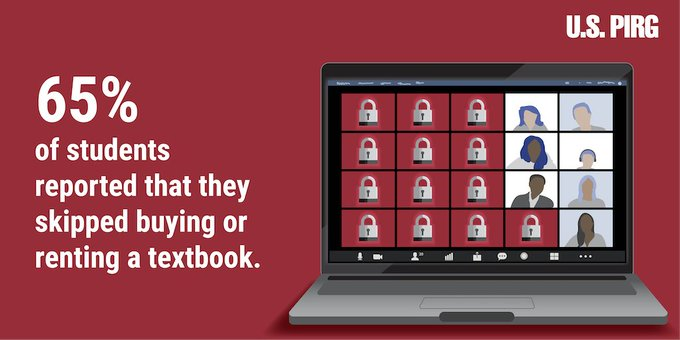 U.S. PIRG
65%
of students
reported that they
skipped buying or
renting a textbook.